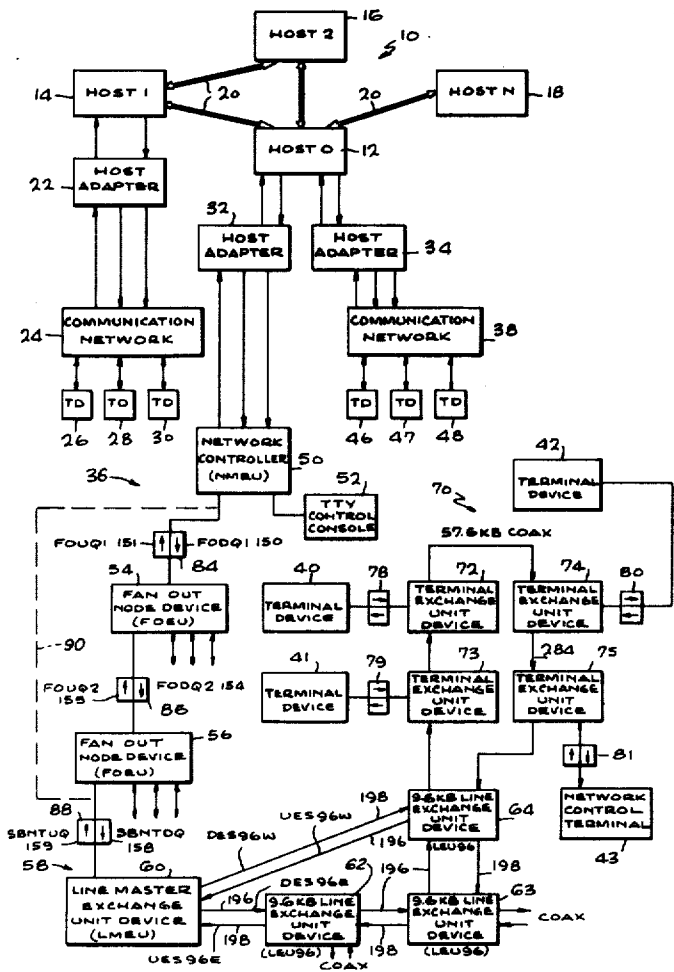 16
HOST 2
10
14
HOST 1
20
20
HOST N
18
HOST 0
12
22
HOST
ADAPTER
32
HOST
ADAPTER
HOST
ADAPTER
34
24
COMMUNICATION
NETWORK
COMMUNICATION
NETWORK
38
TD
TD
TD
26
28
30
TD
TD
TD
46
47
48
36
NETWORK
CONTROLLER
(NMEU)
50
52
TTY
CONTROL
CONSOLE
42
TERMINAL
DEVICE
70
57.6KB COAX
FOUQ1 151
FODQ1 150
84
54
FAN OUT
NODE DEVICE
(FOEU)
40
TERMINAL
DEVICE
78
72
TERMINAL
EXCHANGE
UNIT
DEVICE
74
TERMINAL
EXCHANGE
UNIT
DEVICE
80
90
41
TERMINAL
DEVICE
79
73
TERMINAL
EXCHANGE
UNIT
DEVICE
284
75
TERMINAL
EXCHANGE
UNIT
DEVICE
FOUQ2
155
FODQ2 154
86
56
FAN OUT
NODE DEVICE
(FOEU)
81
NETWORK
CONTROL
TERMINAL
43
88
SBNTUQ
159
SBNTDQ
158
DES96W
UES96W
198
196
9.6KB LINE
EXCHANGE
UNIT
DEVICE
(LEU96)
64
58
60
LINE MASTER
EXCHANGE
UNIT DEVICE
(LMEU)
196
DES96E
198
UES96E
62
9.6KB LINE
EXCHANGE
UNIT
DEVICE
(LEU96)
COAX
196
198
196
198
63
9.6KB LINE
EXCHANGE
UNIT
DEVICE
(LEU96)
COAX